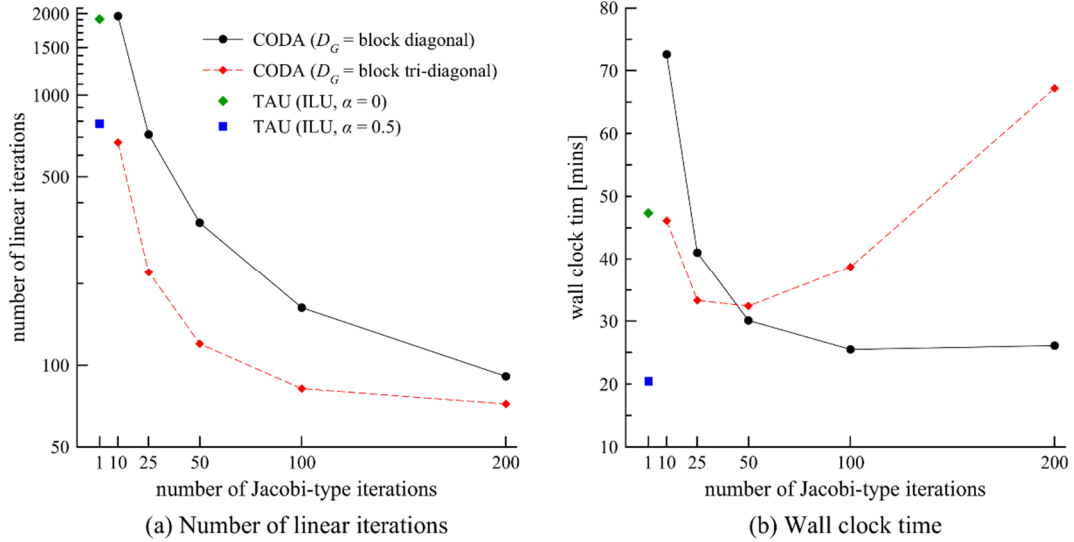 2000
1500
1000
500
100
50
number of linear iterations
CODA (D_G = block diagonal)
CODA (D_G = block tri-diagonal)
TAU (ILU, α = 0)
TAU (ILU, α = 0.5)
1 10 25 50 100 200
number of Jacobi-type iterations
(a) Number of linear iterations
80
70
60
50
40
30
20
10
wall clock tim [mins]
1 10 25 50 100 200
number of Jacobi-type iterations
(b) Wall clock time